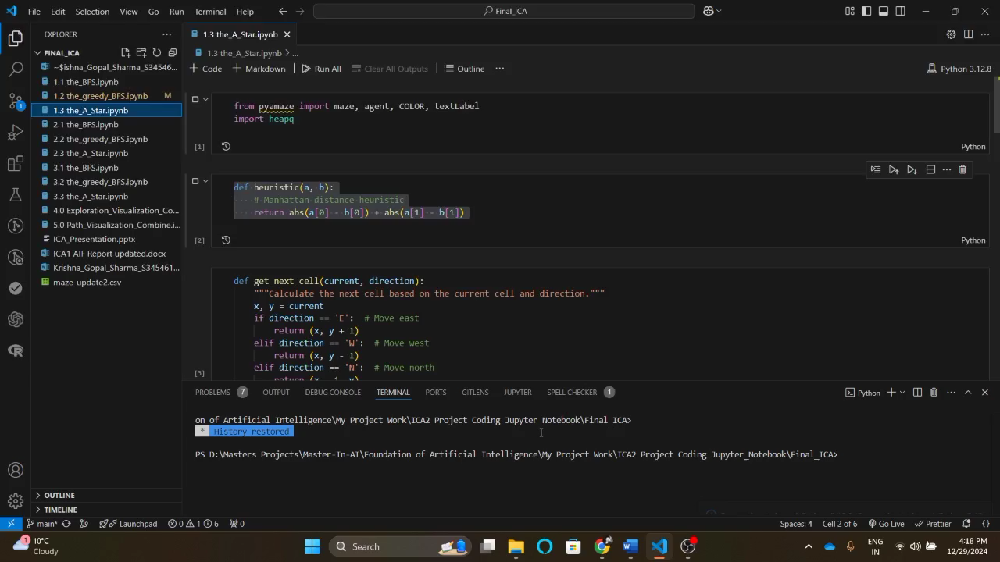 File Edit Selection View Go Run Terminal Help
Final_ICA
EXPLORER
1.3 the_A_Star.ipynb
FINAL_ICA
1.3 the_A_Star.ipynb > ...
~$ishna_Gopal_Sharma_S34546...
1.1 the_BFS.ipynb
1.2 the_greedy_BFS.ipynb M
1.3 the_A_Star.ipynb
2.1 the_BFS.ipynb
2.2 the_greedy_BFS.ipynb
2.3 the_A_Star.ipynb
3.1 the_BFS.ipynb
3.2 the_greedy_BFS.ipynb
3.3 the_A_Star.ipynb
4.0 Exploration_Visualization_Co...
5.0 Path_Visualization_Combine.i...
ICA_Presentation.pptx
ICA1 AIF Report updated.docx
Krishna_Gopal_Sharma_S345461...
maze_update2.csv
OUTLINE
TIMELINE
+ Code + Markdown Run All Clear All Outputs Outline ... Python 3.12.8
from pyamaze import maze, agent, COLOR, textLabel
import heapq
[1] Python
def heuristic(a, b):
# Manhattan distance heuristic
return abs(a[0] - b[0]) + abs(a[1] - b[1])
[2] Python
def get_next_cell(current, direction):
"""Calculate the next cell based on the current cell and direction."""
x, y = current
if direction == 'E': # Move east
return (x, y + 1)
elif direction == 'W': # Move west
return (x, y - 1)
elif direction == 'N': # Move north
[3] return (x - 1, y)
PROBLEMS 7 OUTPUT DEBUG CONSOLE TERMINAL PORTS GITLENS JUPYTER SPELL CHECKER 1 Python
on of Artificial Intelligence\My Project Work\ICA2 Project Coding Jupyter_Notebook\Final_ICA>
* History restored
PS D:\Masters Projects\Master-In-AI\Foundation of Artificial Intelligence\My Project Work\ICA2 Project Coding Jupyter_Notebook\Final_ICA>
main* Launchpad 0 1 6 0 Spaces: 4 Cell 2 of 6 Go Live Prettier
1 10°C
Cloudy
Search
ENG
IN
4:18 PM
12/29/2024